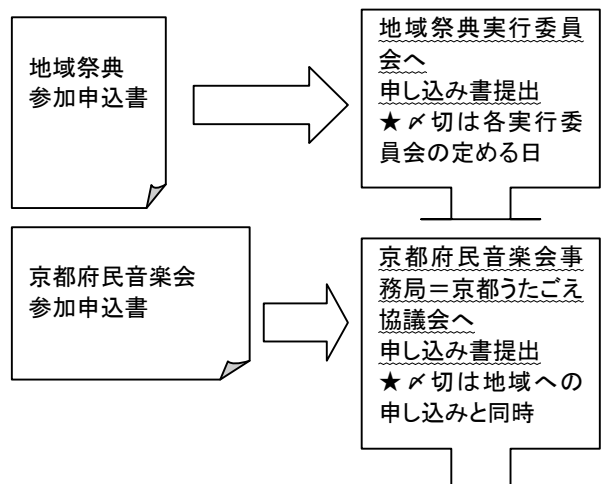 地域祭典
参加申込書
地域祭典実行委員
会へ
申し込み書提出
★〆切は各実行委
員会の定める日
京都府民音楽会
参加申込書
京都府民音楽会事
務局＝京都うたごえ
協議会へ
申し込み書提出
★〆切は地域への
申し込みと同時